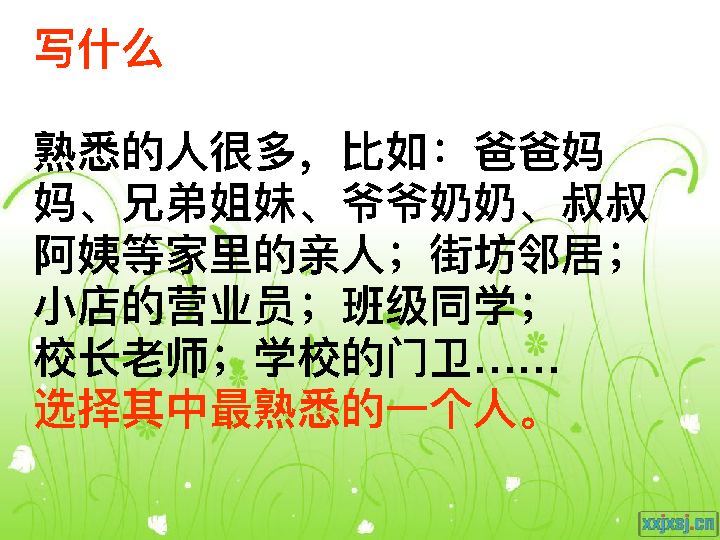 写什么
熟悉的人很多，比如：爸爸妈
妈、兄弟姐妹、爷爷奶奶、叔叔
阿姨等家里的亲人；街坊邻居；
小店的营业员；班级同学；
校长老师；学校的门卫……
选择其中最熟悉的一个人。
xxjxsj.cn